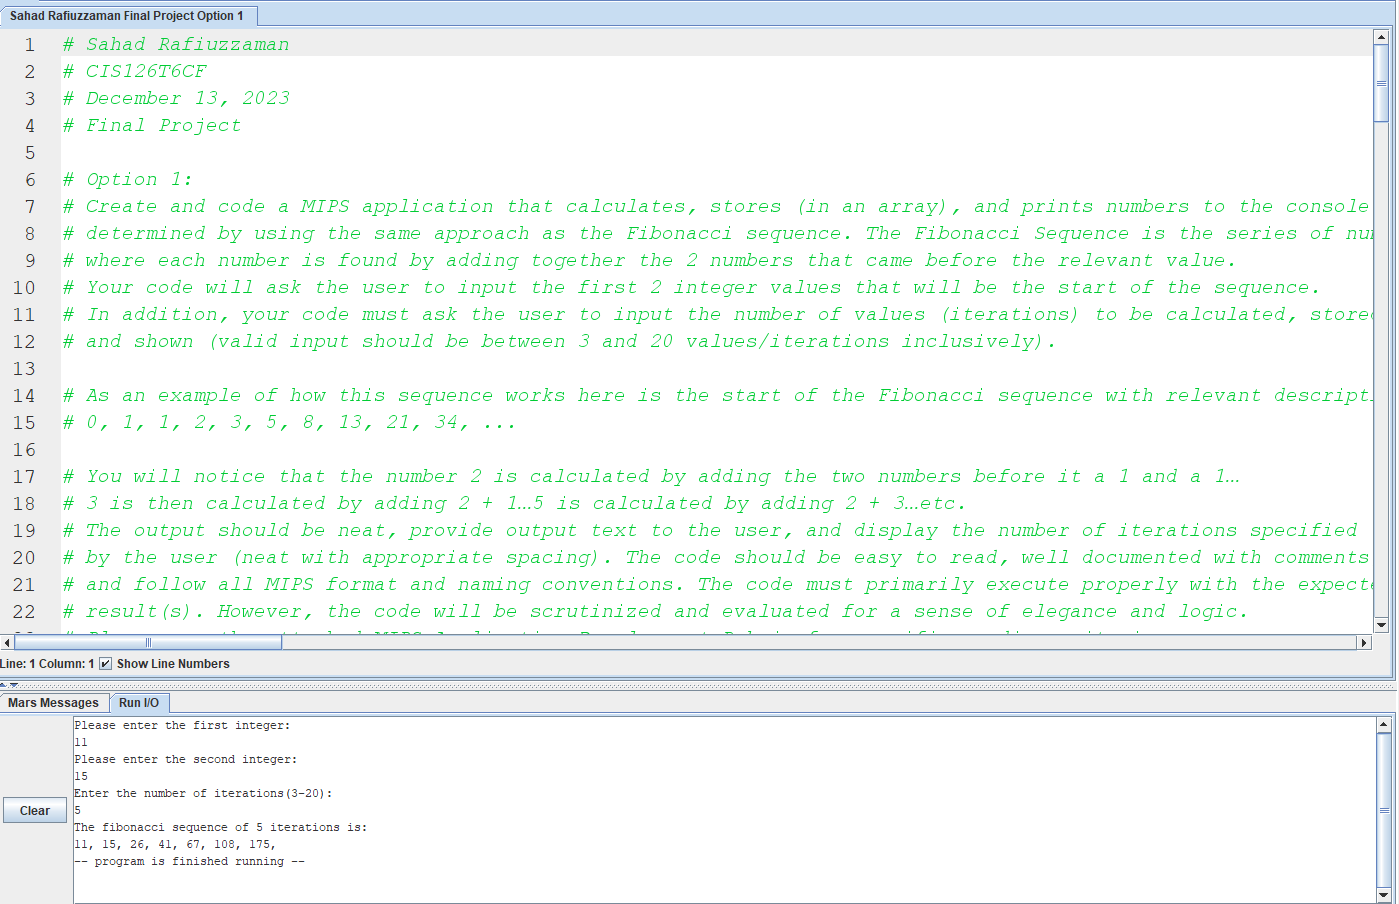 Sahad Rafiuzzaman Final Project Option 1
1 # Sahad Rafiuzzaman
2 # CIS126T6CF
3 # December 13, 2023
4 # Final Project
5
6 # Option 1:
7 # Create and code a MIPS application that calculates, stores (in an array), and prints numbers to the console
8 # determined by using the same approach as the Fibonacci sequence. The Fibonacci Sequence is the series of
9 # where each number is found by adding together the 2 numbers that came before the relevant value.
10 # Your code will ask the user to input the first 2 integer values that will be the start of the sequence.
11 # In addition, your code must ask the user to input the number of values (iterations) to be calculated, store
12 # and shown (valid input should be between 3 and 20 values/iterations inclusively).
13
14 # As an example of how this sequence works here is the start of the Fibonacci sequence with relevant descript
15 # 0, 1, 1, 2, 3, 5, 8, 13, 21, 34, ...
16
17 # You will notice that the number 2 is calculated by adding the two numbers before it a 1 and a 1…
18 # 3 is then calculated by adding 2 + 1…5 is calculated by adding 2 + 3…etc.
19 # The output should be neat, provide output text to the user, and display the number of iterations specified
20 # by the user (neat with appropriate spacing). The code should be easy to read, well documented with comments
21 # and follow all MIPS format and naming conventions. The code must primarily execute properly with the expect
22 # result(s). However, the code will be scrutinized and evaluated for a sense of elegance and logic.
Line: 1 Column: 1 Show Line Numbers
Mars Messages Run I/O
Clear
Please enter the first integer:
11
Please enter the second integer:
15
Enter the number of iterations(3-20):
5
The fibonacci sequence of 5 iterations is:
11, 15, 26, 41, 67, 108, 175,
-- program is finished running --